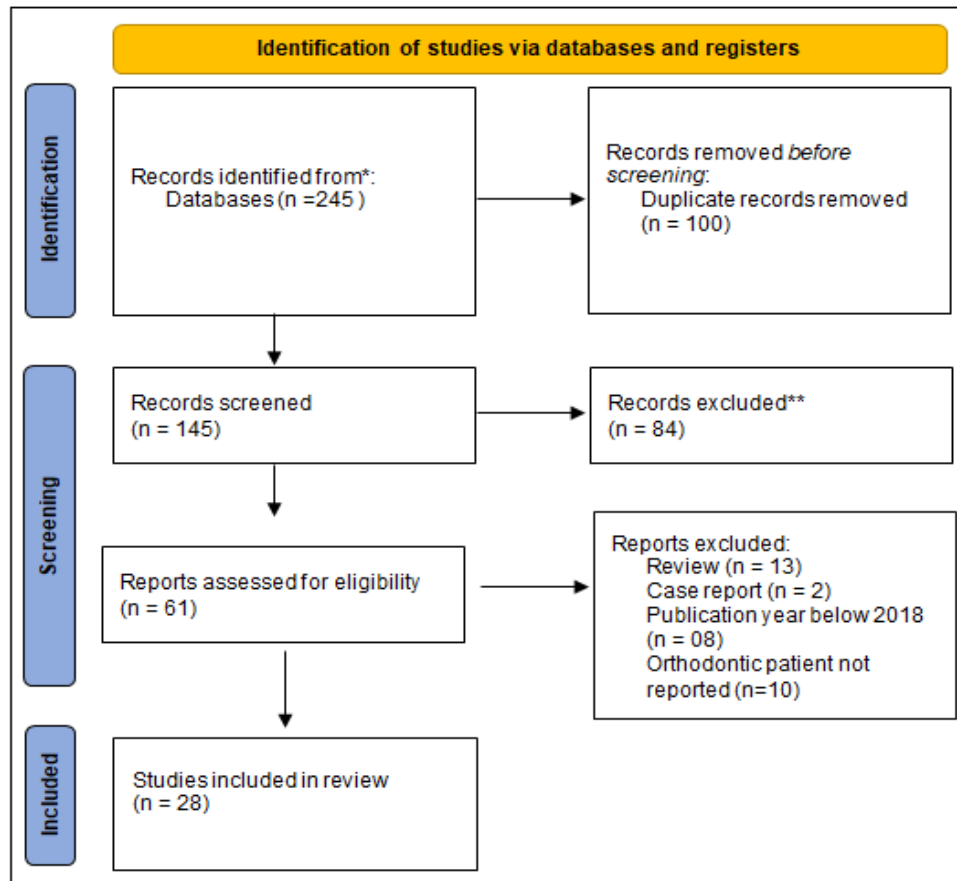 Identification of studies via databases and registers
Identification
Records identified from*:
Databases (n =245 )
Records removed before
screening:
Duplicate records removed
(n = 100)
Screening
Records screened
(n = 145)
Records excluded**
(n = 84)
Reports assessed for eligibility
(n = 61)
Reports excluded:
Review (n = 13)
Case report (n = 2)
Publication year below 2018
(n = 08)
Orthodontic patient not
reported (n=10)
Included
Studies included in review
(n = 28)